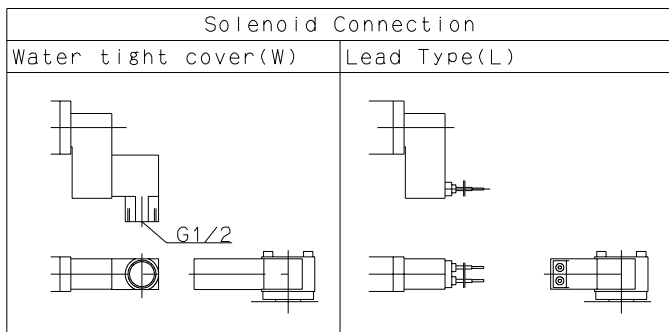 Solenoid Connection
Water tight cover(W)
Lead Type(L)
G1/2